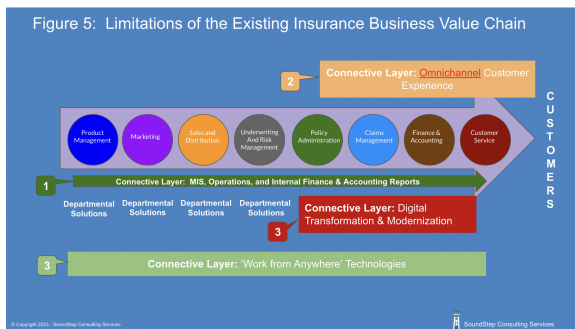 Figure 5:  Limitations of the Existing Insurance Business Value Chain
2
Connective Layer: Omnichannel Customer
Experience
Product
Management
Marketing
Sales and
Distribution
Underwriting
And Risk
Management
Policy
Administration
Claims
Management
Finance &
Accounting
Customer
Service
CUSTOMERS
1
Connective Layer:  MIS, Operations, and Internal Finance & Accounting Reports
Departmental
Solutions
Departmental
Solutions
Departmental
Solutions
Departmental
Solutions
3
Connective Layer: Digital
Transformation & Modernization
3
Connective Layer: 'Work from Anywhere' Technologies
© Copyright 2023 - SoundStep Consulting Services
SoundStep Consulting Services